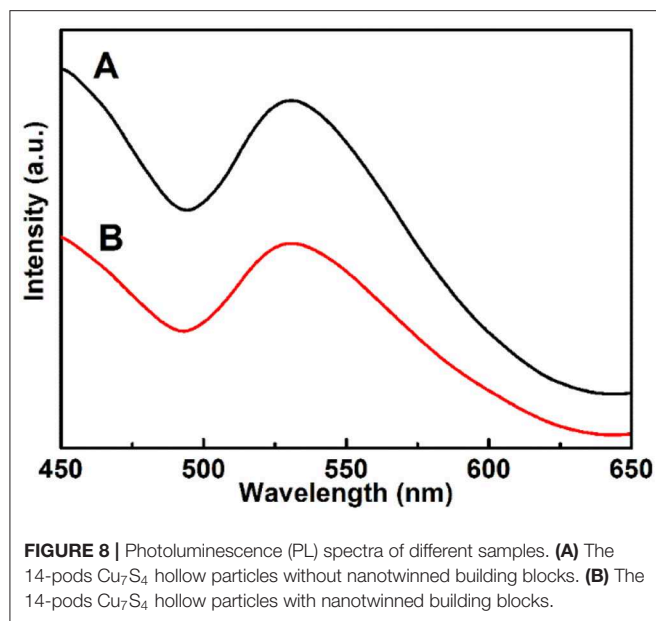 A
B
Intensity (a.u.)
450 500 550 600 650
Wavelength (nm)
FIGURE 8 | Photoluminescence (PL) spectra of different samples. (A) The
14-pods Cu₇S₄ hollow particles without nanotwinned building blocks. (B) The
14-pods Cu₇S₄ hollow particles with nanotwinned building blocks.